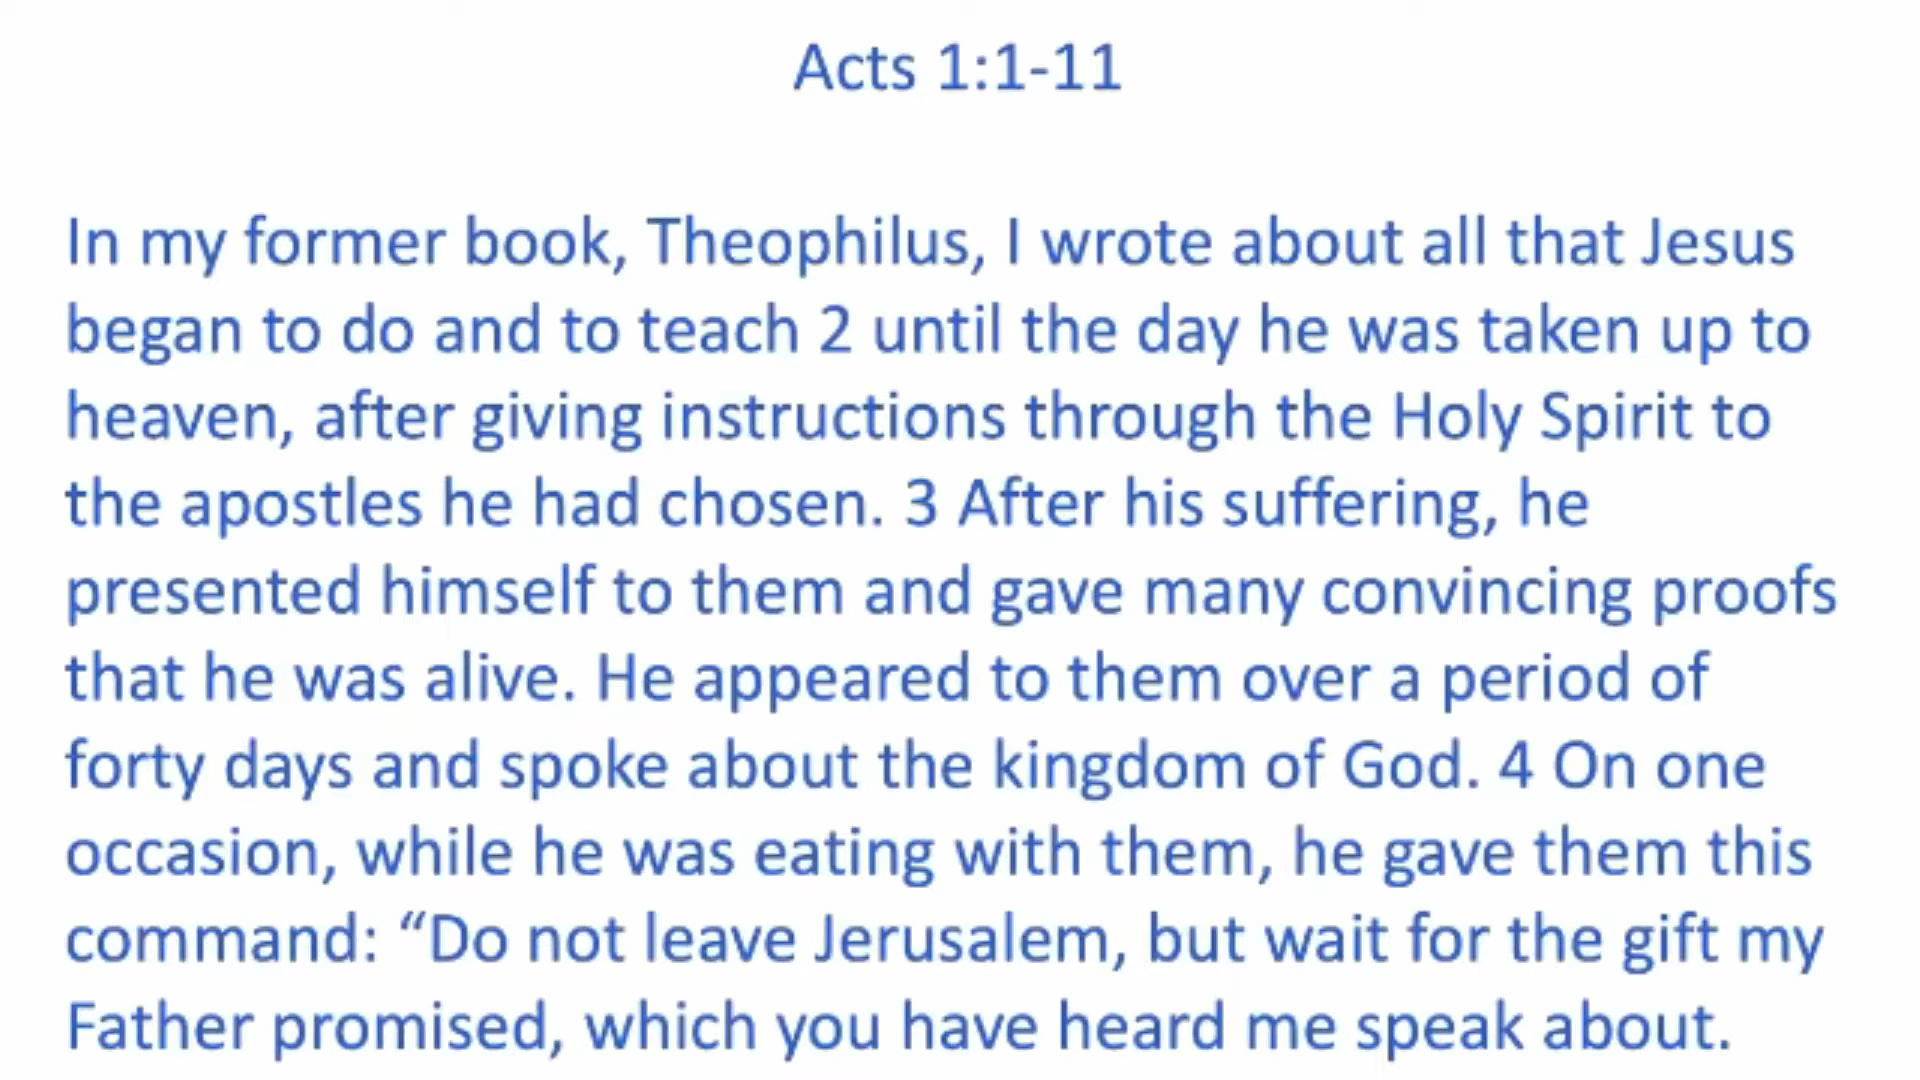 Acts 1:1-11
In my former book, Theophilus, I wrote about all that Jesus
began to do and to teach 2 until the day he was taken up to
heaven, after giving instructions through the Holy Spirit to
the apostles he had chosen. 3 After his suffering, he
presented himself to them and gave many convincing proofs
that he was alive. He appeared to them over a period of
forty days and spoke about the kingdom of God. 4 On one
occasion, while he was eating with them, he gave them this
command: “Do not leave Jerusalem, but wait for the gift my
Father promised, which you have heard me speak about.